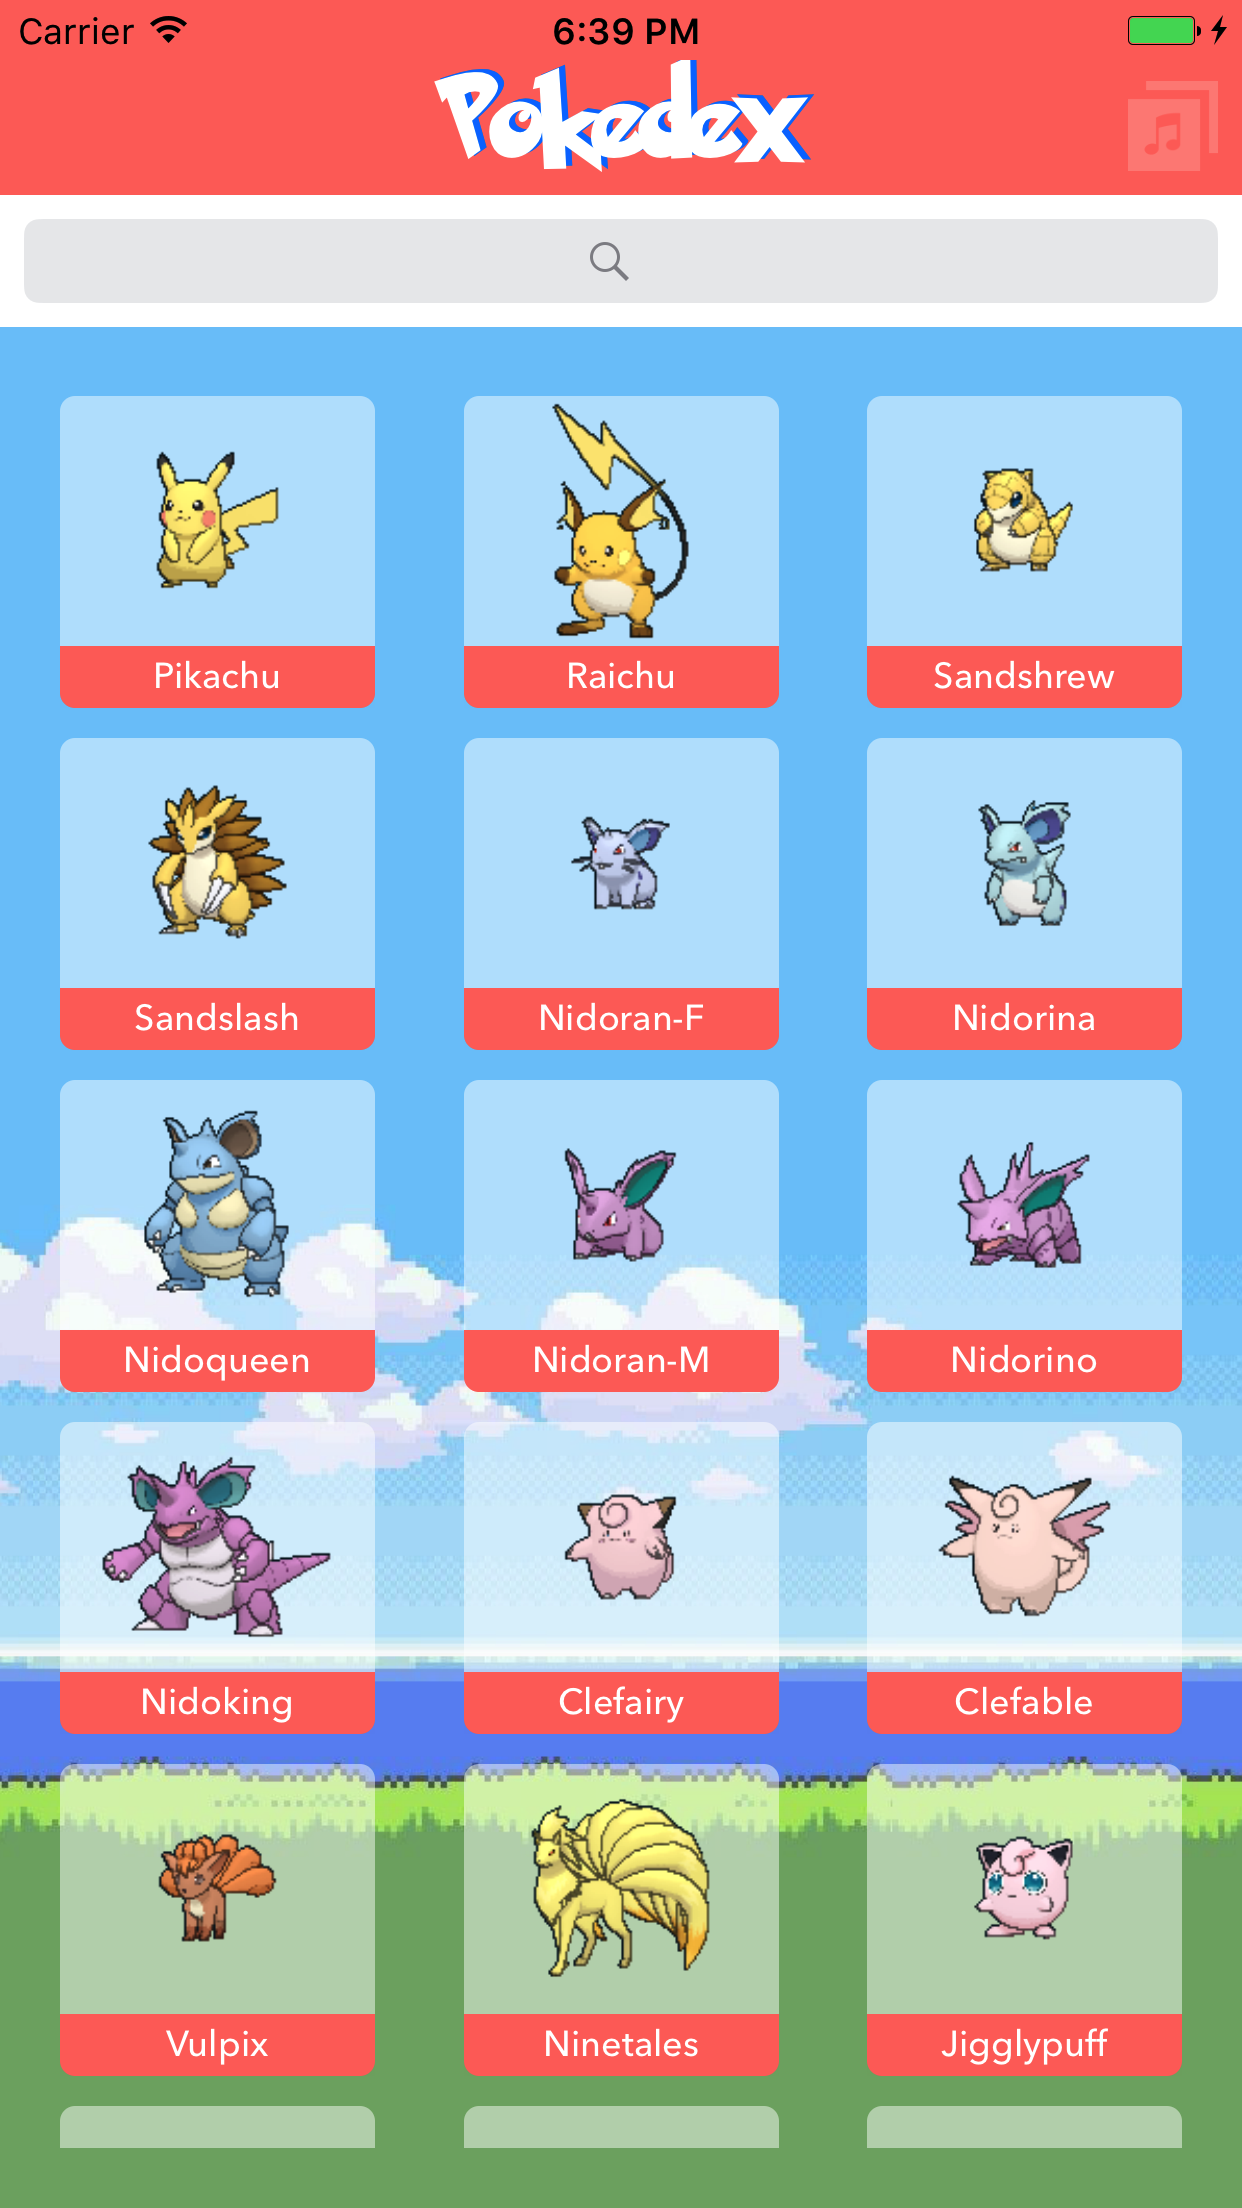 Carrier 6:39 PM
Pokedex
Pikachu Raichu Sandshrew
Sandslash Nidoran-F Nidorina
Nidoqueen Nidoran-M Nidorino
Nidoking Clefairy Clefable
Vulpix Ninetales Jigglypuff